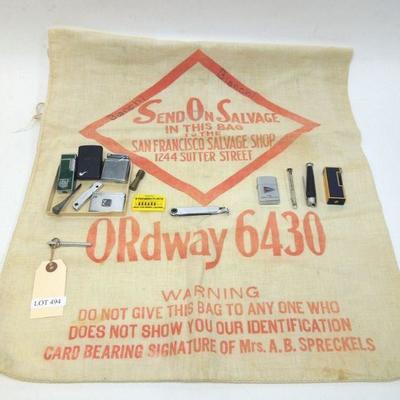 SEND ON SALVAGE
IN THIS BAG
TO THE
SAN FRANCISCO SALVAGE SHOP
1244 SUTTER STREET
ORdway 6430
LOT 494
WARNING
DO NOT GIVE THIS BAG TO ANY ONE WHO
DOES NOT SHOW YOU OUR IDENTIFICATION
CARD BEARING SIGNATURE OF Mrs. A. B. SPRECKELS